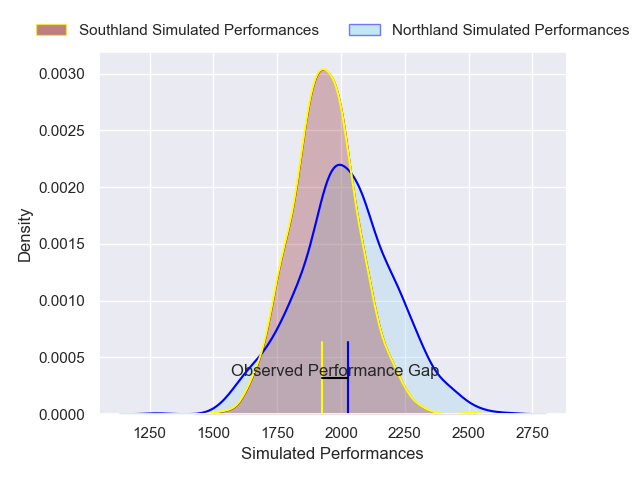 Southland Simulated Performances
Northland Simulated Performances
0.0030
0.0025
0.0020
0.0015
0.0010
0.0005
0.0000
Density
Observed Performance Gap
1250 1500 1750 2000 2250 2500 2750
Simulated Performances